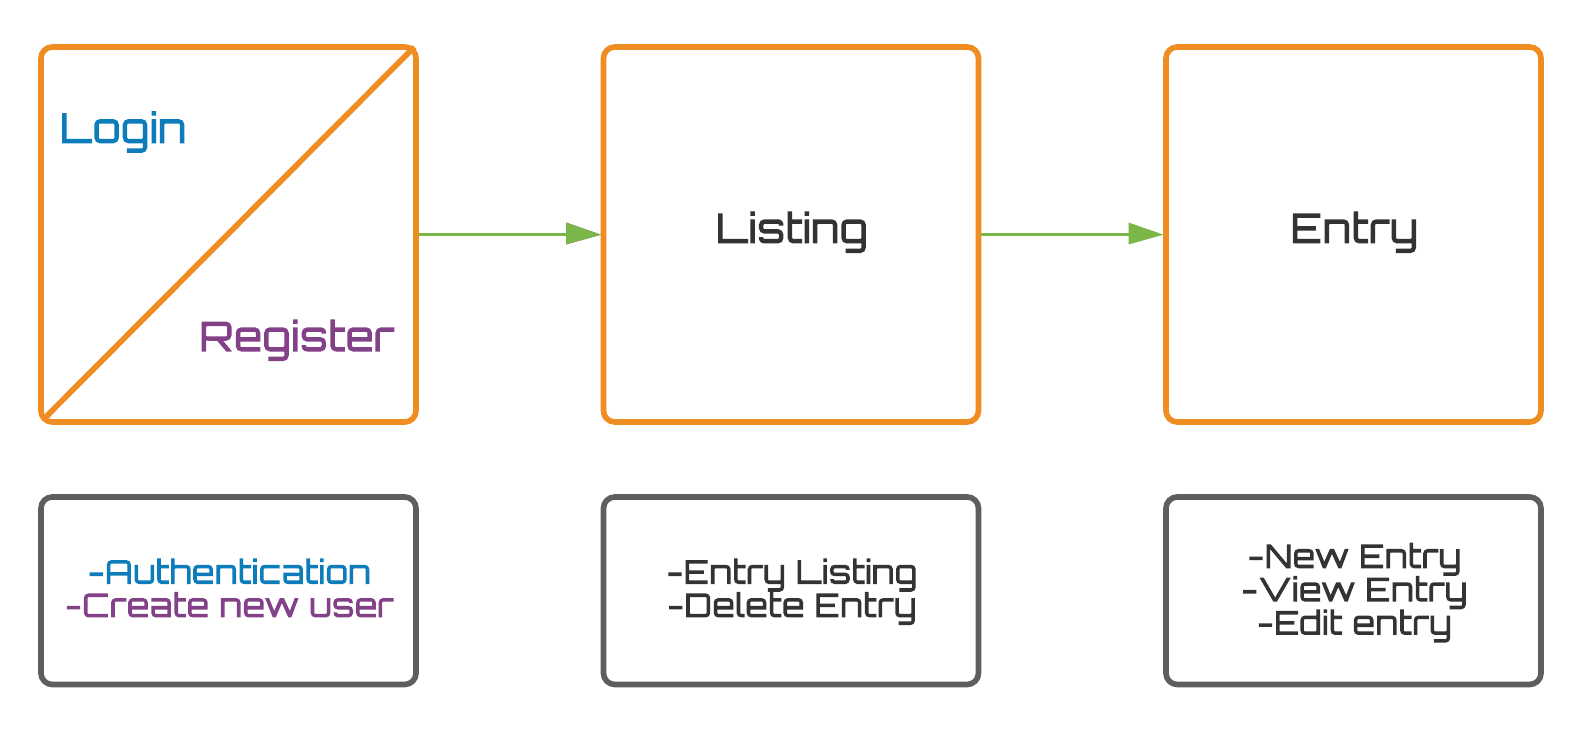 Login
Register
Listing
Entry
-Authentication
-Create new user
-Entry Listing
-Delete Entry
-New Entry
-View Entry
-Edit entry